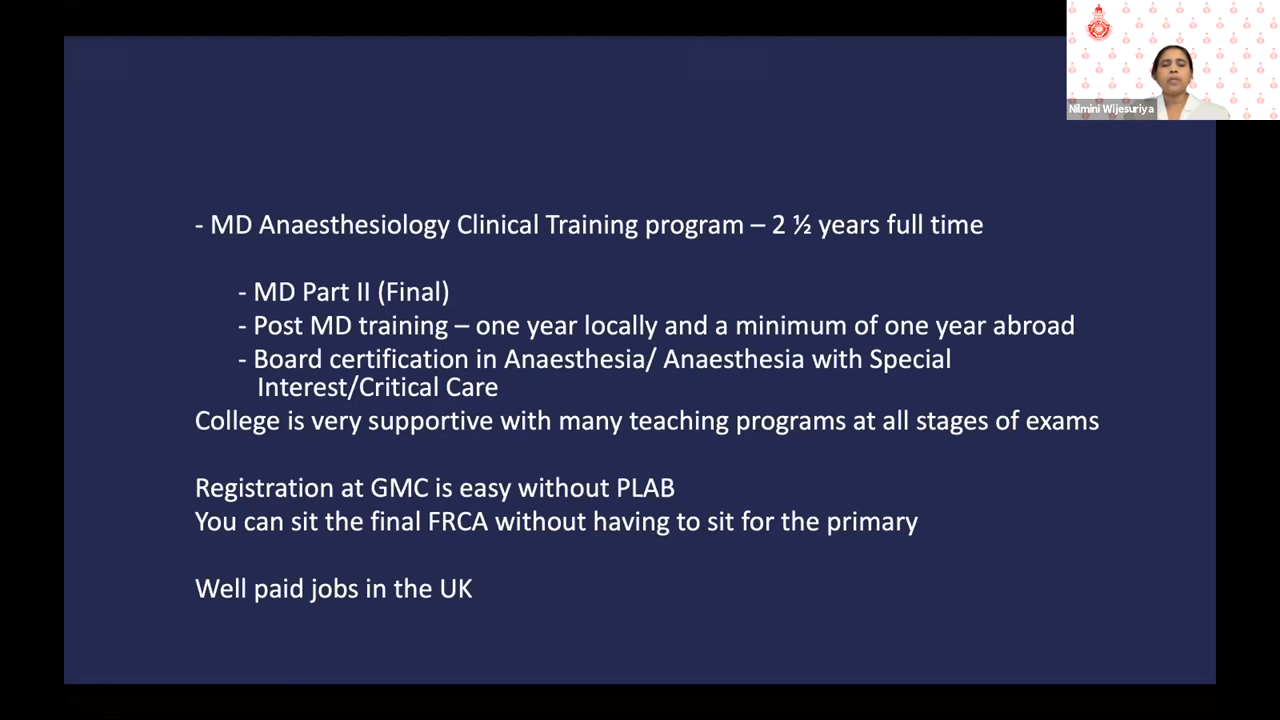 Nilmini Wijesuriya
- MD Anaesthesiology Clinical Training program – 2 ½ years full time
- MD Part II (Final)
- Post MD training – one year locally and a minimum of one year abroad
- Board certification in Anaesthesia/ Anaesthesia with Special
Interest/Critical Care
College is very supportive with many teaching programs at all stages of exams
Registration at GMC is easy without PLAB
You can sit the final FRCA without having to sit for the primary
Well paid jobs in the UK